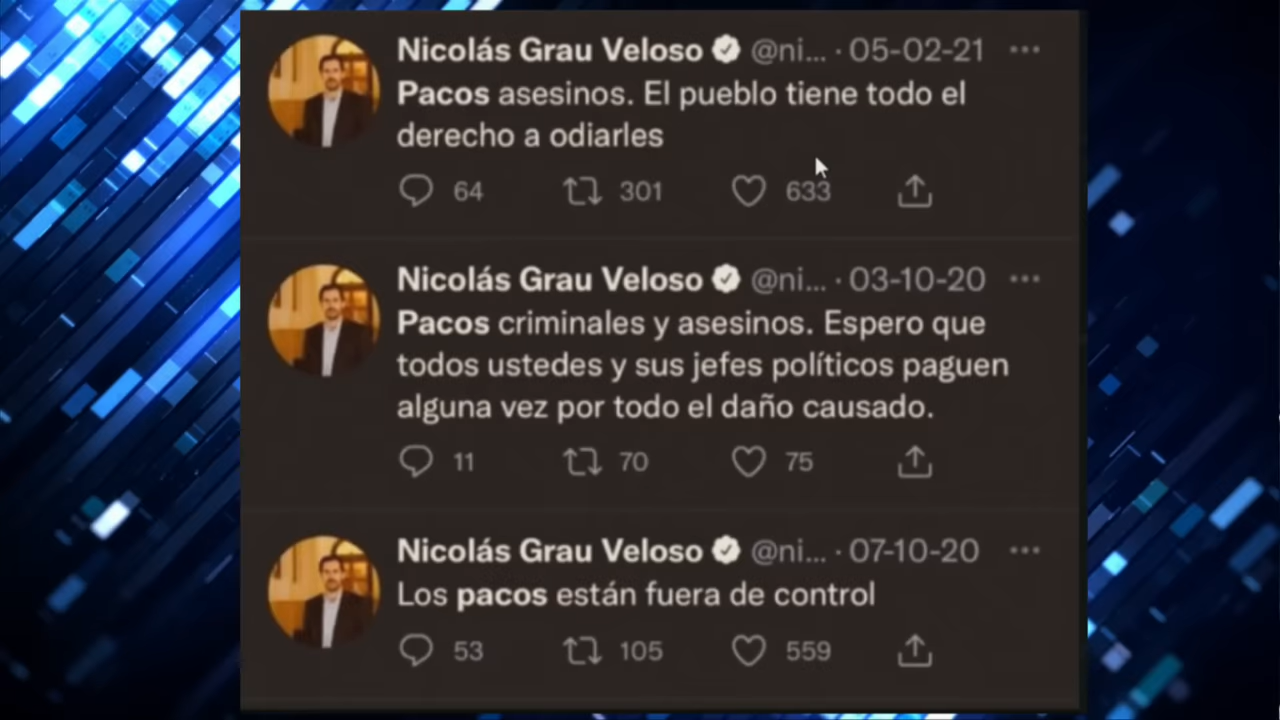 Nicolás Grau Veloso @ni... · 05-02-21
Pacos asesinos. El pueblo tiene todo el
derecho a odiarles
64 301 633
Nicolás Grau Veloso @ni... · 03-10-20
Pacos criminales y asesinos. Espero que
todos ustedes y sus jefes políticos paguen
alguna vez por todo el daño causado.
11 70 75
Nicolás Grau Veloso @ni... · 07-10-20
Los pacos están fuera de control
53 105 559